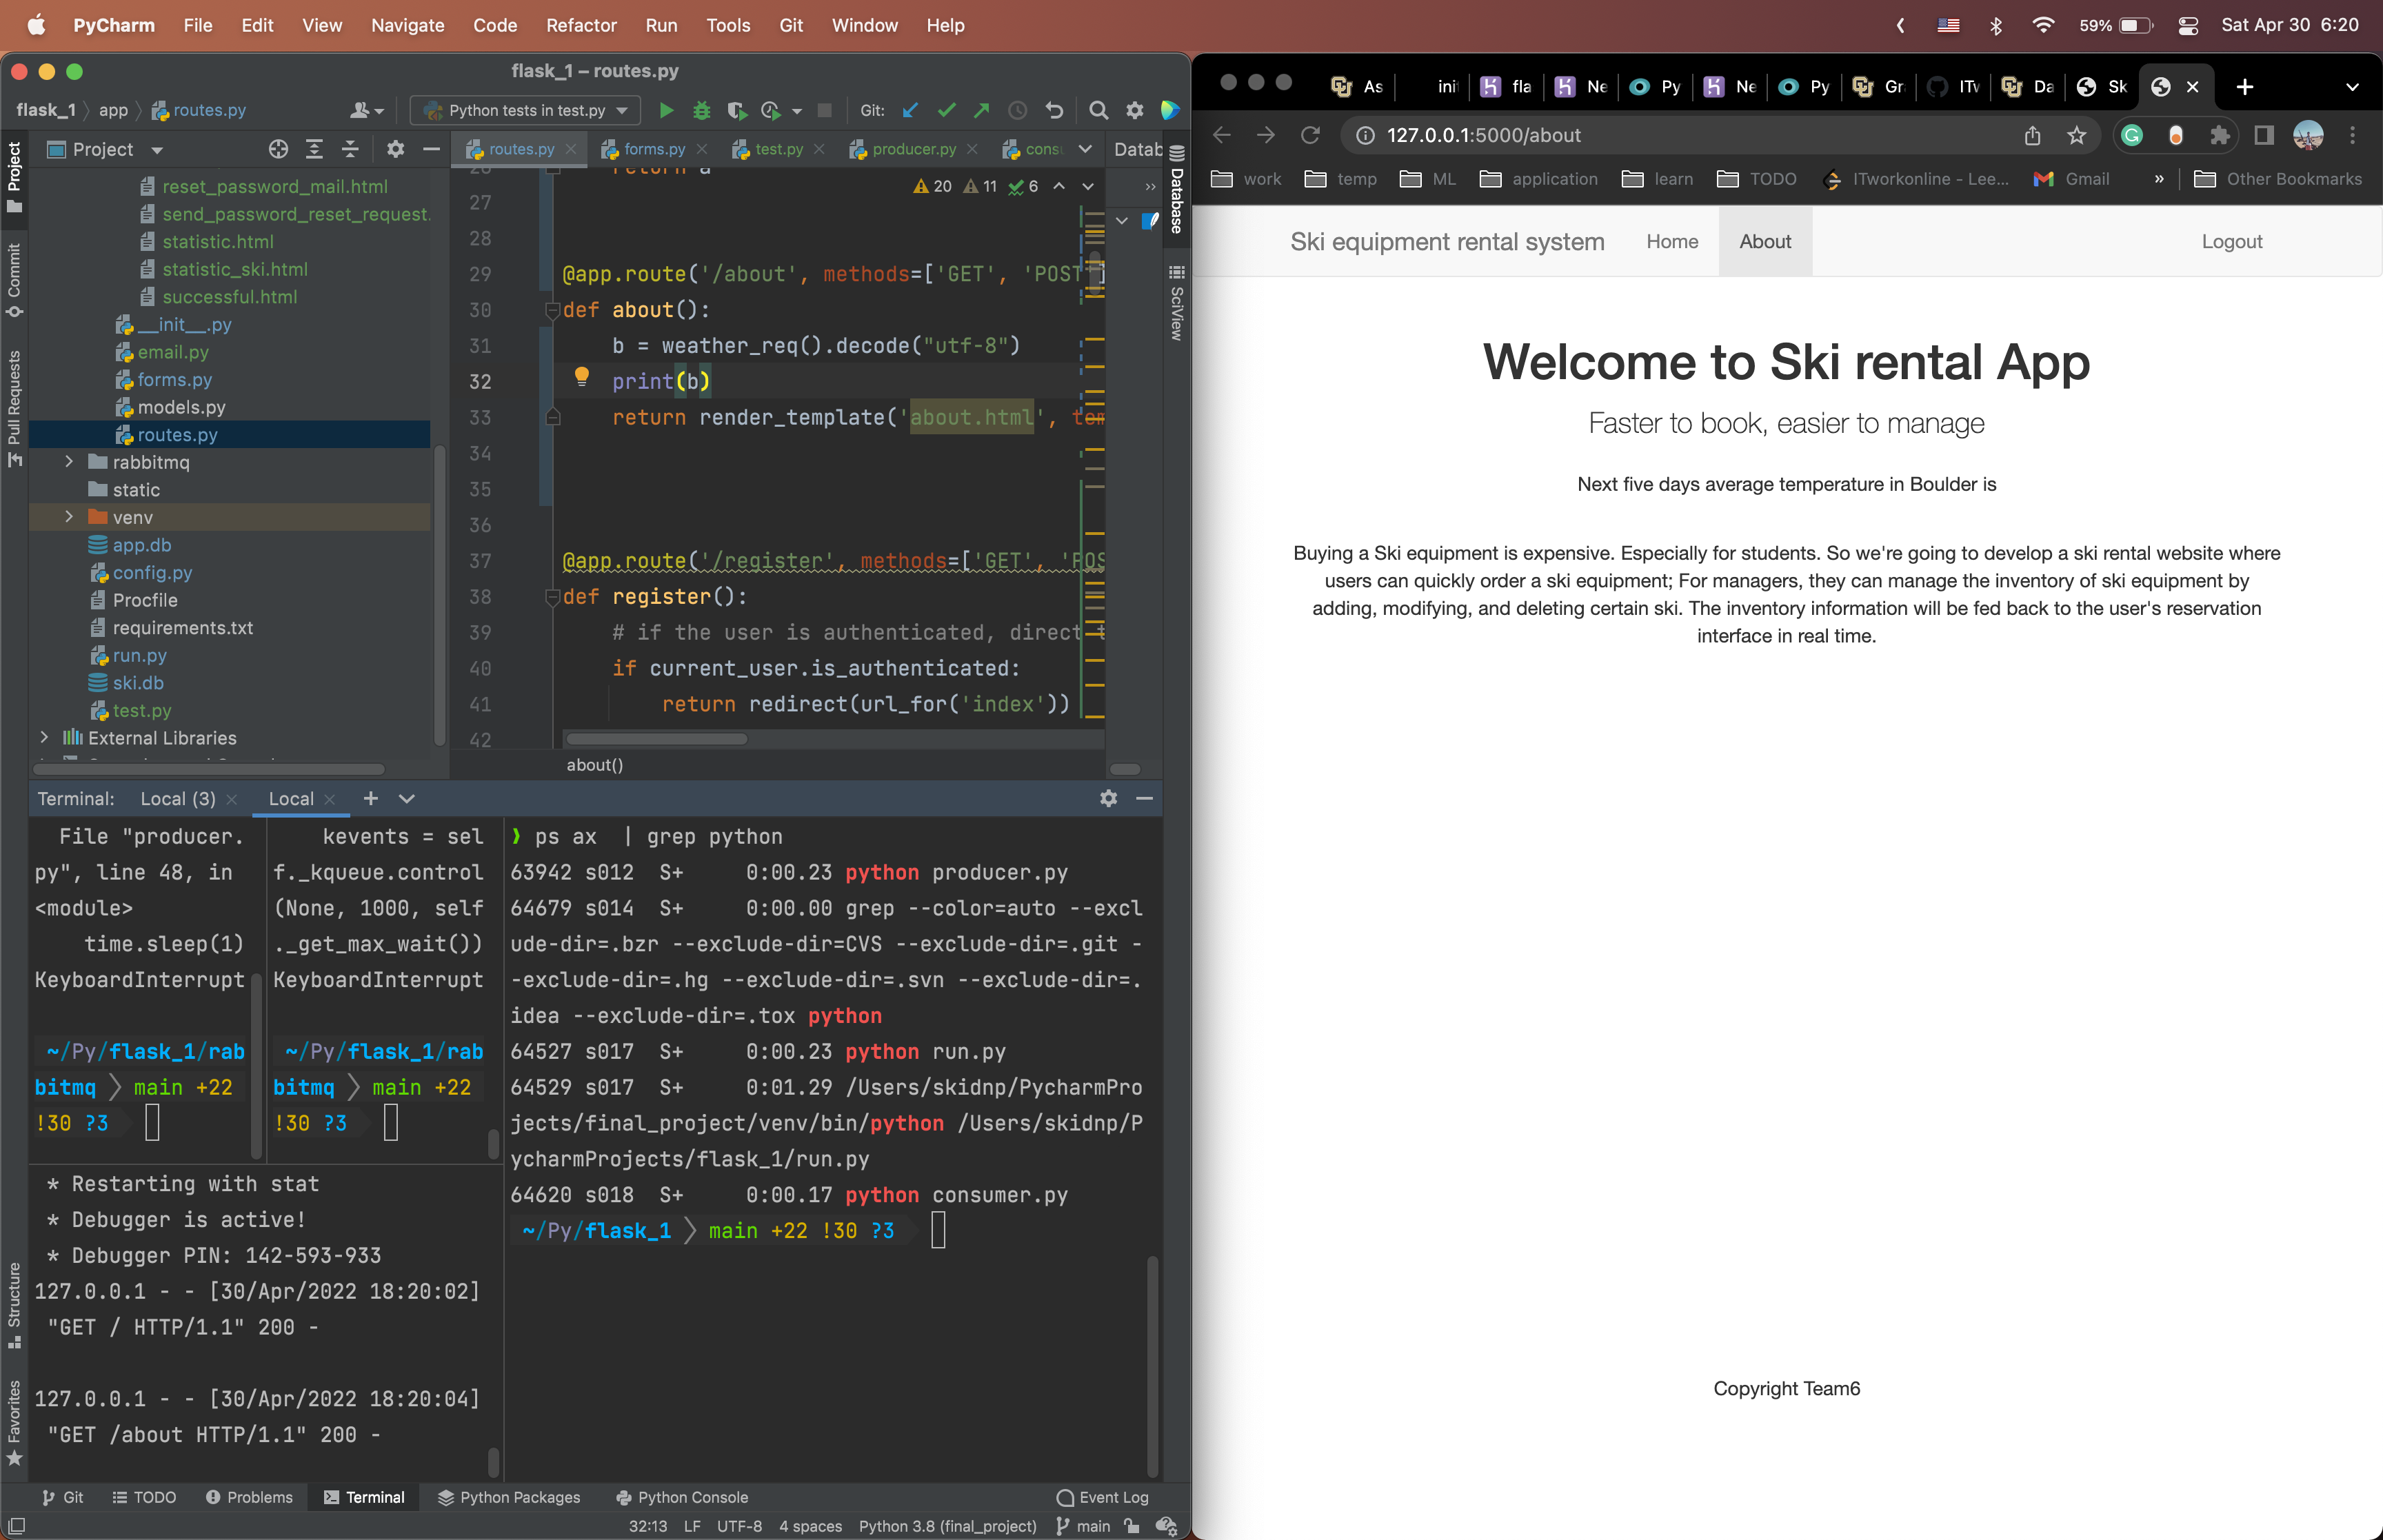 PyCharm File Edit View Navigate Code Refactor Run Tools Git Window Help
59% Sat Apr 30 6:20
flask_1 – routes.py
flask_1 app routes.py
Python tests in test.py
Git:
Project
routes.py
forms.py
test.py
producer.py
Datab
Project
Commit
Pull Requests
reset_password_mail.html
send_password_reset_request.
statistic.html
statistic_ski.html
successful.html
__init__.py
email.py
forms.py
models.py
routes.py
rabbitmq
static
venv
app.db
config.py
Procfile
requirements.txt
run.py
ski.db
test.py
External Libraries
20 11 6
27
28
29 @app.route('/about', methods=['GET', 'POST']
30 def about():
31 b = weather_req().decode("utf-8")
32 print(b)
33 return render_template('about.html', tem
34
35
36
37 @app.route('/register', methods=['GET', 'POS
38 def register():
39 # if the user is authenticated, direct t
40 if current_user.is_authenticated:
41 return redirect(url_for('index'))
42
about()
Database
SciView
Terminal: Local (3) Local
File "producer.
py", line 48, in
<module>
time.sleep(1)
KeyboardInterrupt
~/Py/flask_1/rab
bitmq main +22
!30 ?3
kevents = sel
f._kqueue.control
(None, 1000, self
._get_max_wait())
KeyboardInterrupt
~/Py/flask_1/rab
bitmq main +22
!30 ?3
* Restarting with stat
* Debugger is active!
* Debugger PIN: 142-593-933
127.0.0.1 - - [30/Apr/2022 18:20:02]
"GET / HTTP/1.1" 200 -
127.0.0.1 - - [30/Apr/2022 18:20:04]
"GET /about HTTP/1.1" 200 -
❯ ps ax | grep python
63942 s012 S+ 0:00.23 python producer.py
64679 s014 S+ 0:00.00 grep --color=auto --excl
ude-dir=.bzr --exclude-dir=CVS --exclude-dir=.git -
-exclude-dir=.hg --exclude-dir=.svn --exclude-dir=.
idea --exclude-dir=.tox python
64527 s017 S+ 0:00.23 python run.py
64529 s017 S+ 0:01.29 /Users/skidnp/PycharmPro
jects/final_project/venv/bin/python /Users/skidnp/P
ycharmProjects/flask_1/run.py
64620 s018 S+ 0:00.17 python consumer.py
~/Py/flask_1 main +22 !30 ?3
Structure
Favorites
Git TODO Problems Terminal Python Packages Python Console Event Log
32:13 LF UTF-8 4 spaces Python 3.8 (final_project) main
As init fla Ne Py Ne Py Gr ITw Da Sk
127.0.0.1:5000/about
work temp ML application learn TODO ITworkonline - Lee... Gmail » Other Bookmarks
Ski equipment rental system Home About Logout
Welcome to Ski rental App
Faster to book, easier to manage
Next five days average temperature in Boulder is
Buying a Ski equipment is expensive. Especially for students. So we're going to develop a ski rental website where
users can quickly order a ski equipment; For managers, they can manage the inventory of ski equipment by
adding, modifying, and deleting certain ski. The inventory information will be fed back to the user's reservation
interface in real time.
Copyright Team6